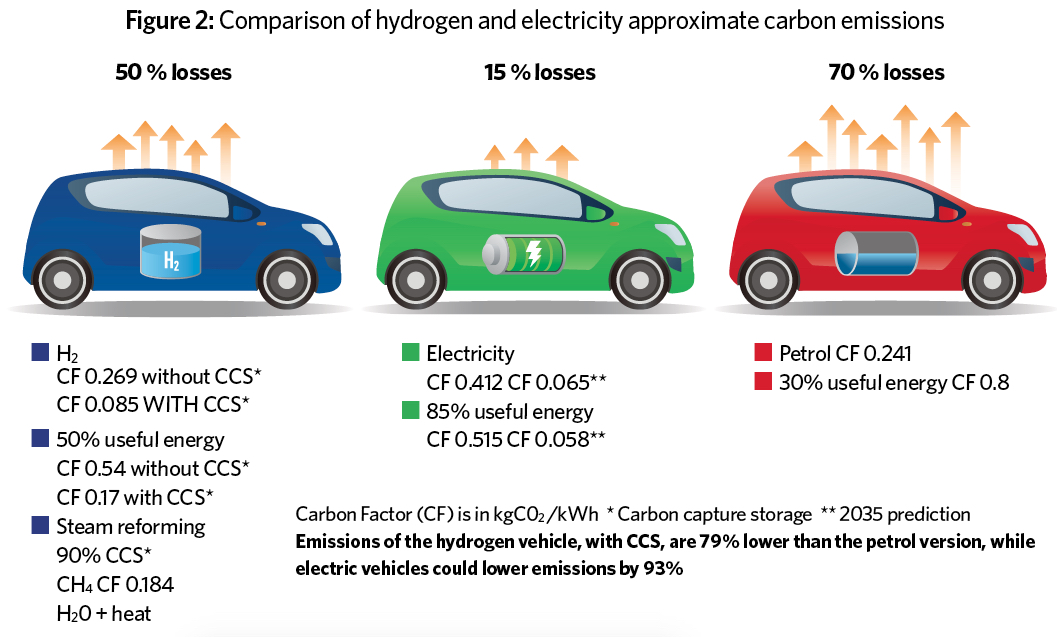 Figure 2: Comparison of hydrogen and electricity approximate carbon emissions
50 % losses
15 % losses
70 % losses
H₂
H₂
CF 0.269 without CCS*
CF 0.085 WITH CCS*
50% useful energy
CF 0.54 without CCS*
CF 0.17 with CCS*
Steam reforming
90% CCS*
CH₄ CF 0.184
H₂0 + heat
Electricity
CF 0.412 CF 0.065**
85% useful energy
CF 0.515 CF 0.058**
Petrol CF 0.241
30% useful energy CF 0.8
Carbon Factor (CF) is in kgC0₂/kWh * Carbon capture storage ** 2035 prediction
Emissions of the hydrogen vehicle, with CCS, are 79% lower than the petrol version, while
electric vehicles could lower emissions by 93%